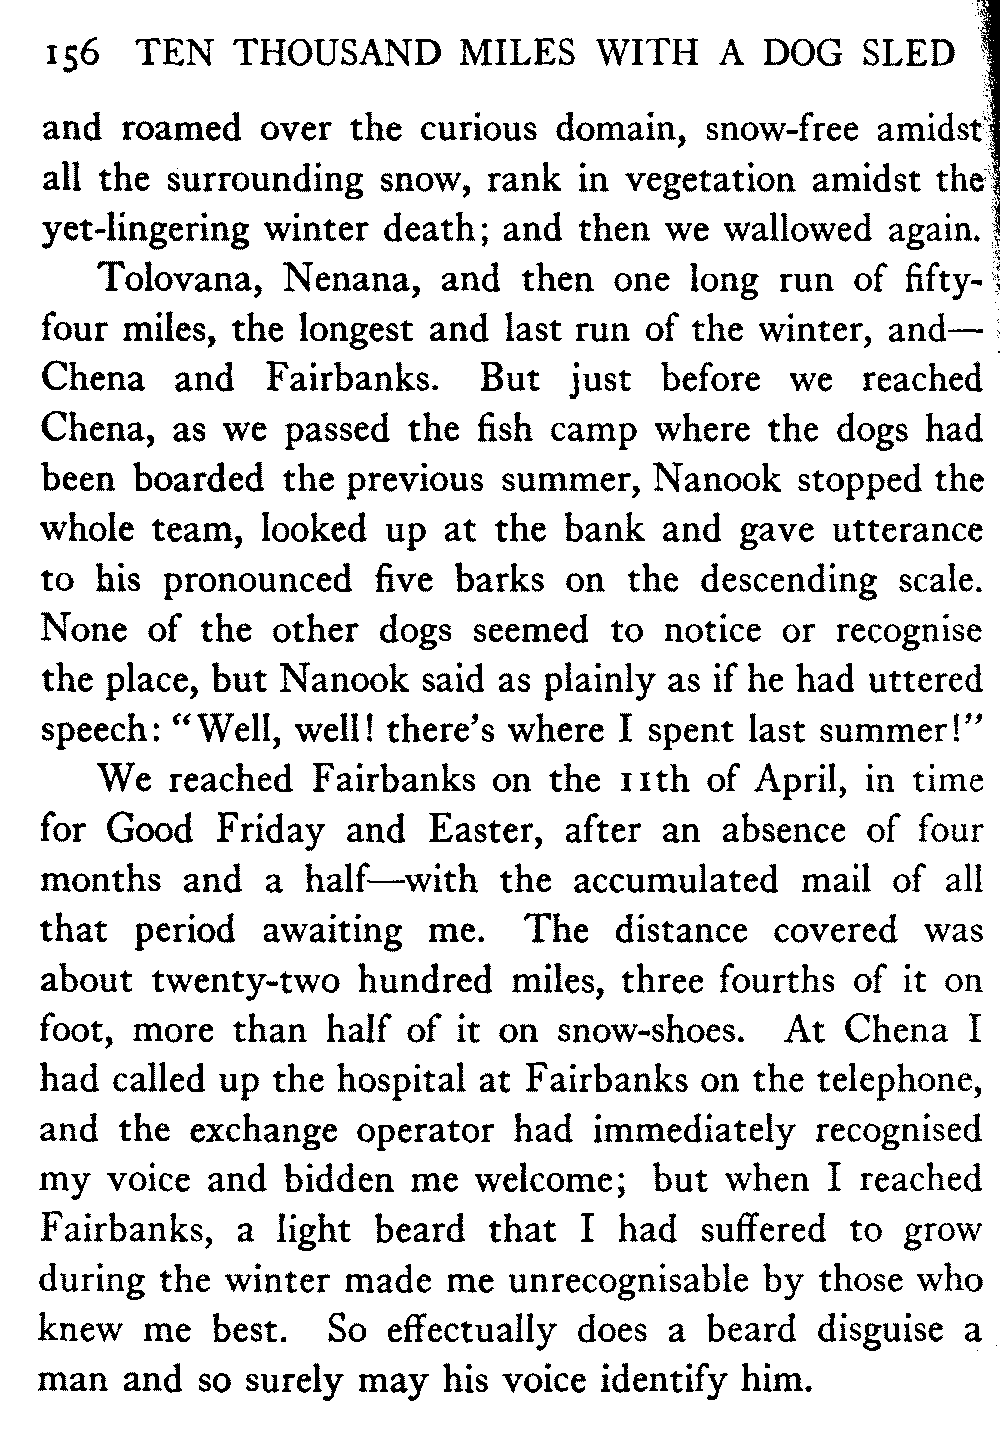 156 TEN THOUSAND MILES WITH A DOG SLED
and roamed over the curious domain, snow-free amidst
all the surrounding snow, rank in vegetation amidst the
yet-lingering winter death; and then we wallowed again.
Tolovana, Nenana, and then one long run of fifty-
four miles, the longest and last run of the winter, and—
Chena and Fairbanks. But just before we reached
Chena, as we passed the fish camp where the dogs had
been boarded the previous summer, Nanook stopped the
whole team, looked up at the bank and gave utterance
to his pronounced five barks on the descending scale.
None of the other dogs seemed to notice or recognise
the place, but Nanook said as plainly as if he had uttered
speech: “Well, well! there’s where I spent last summer!”
We reached Fairbanks on the 11th of April, in time
for Good Friday and Easter, after an absence of four
months and a half—with the accumulated mail of all
that period awaiting me. The distance covered was
about twenty-two hundred miles, three fourths of it on
foot, more than half of it on snow-shoes. At Chena I
had called up the hospital at Fairbanks on the telephone,
and the exchange operator had immediately recognised
my voice and bidden me welcome; but when I reached
Fairbanks, a light beard that I had suffered to grow
during the winter made me unrecognisable by those who
knew me best. So effectually does a beard disguise a
man and so surely may his voice identify him.